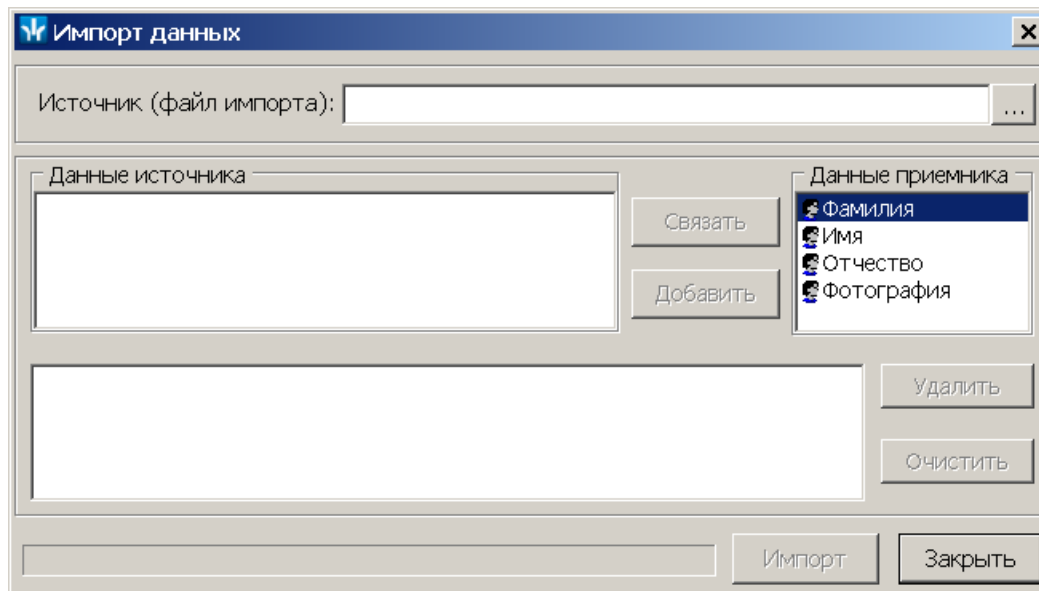 Импорт данных
Источник (файл импорта):
...
Данные источника
Данные приемника
Связать
Добавить
Фамилия
Имя
Отчество
Фотография
Удалить
Очистить
Импорт
Закрыть